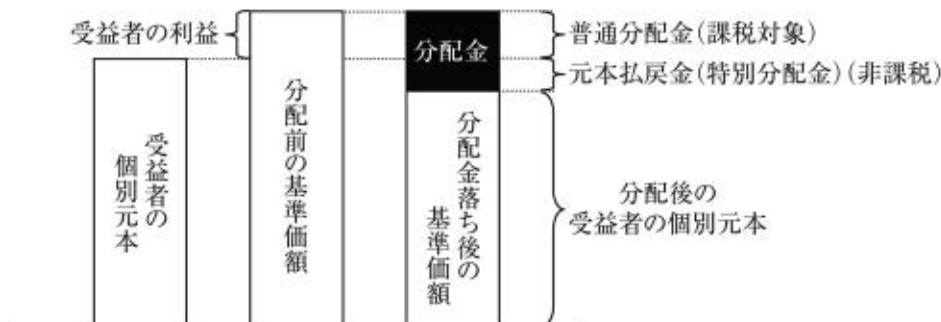 受益者の利益
分配金
普通分配金(課税対象)
元本払戻金(特別分配金)(非課税)
受益者の
個別元本
分配前の基準価額
分配金落ち後の
基準価額
分配後の
受益者の個別元本